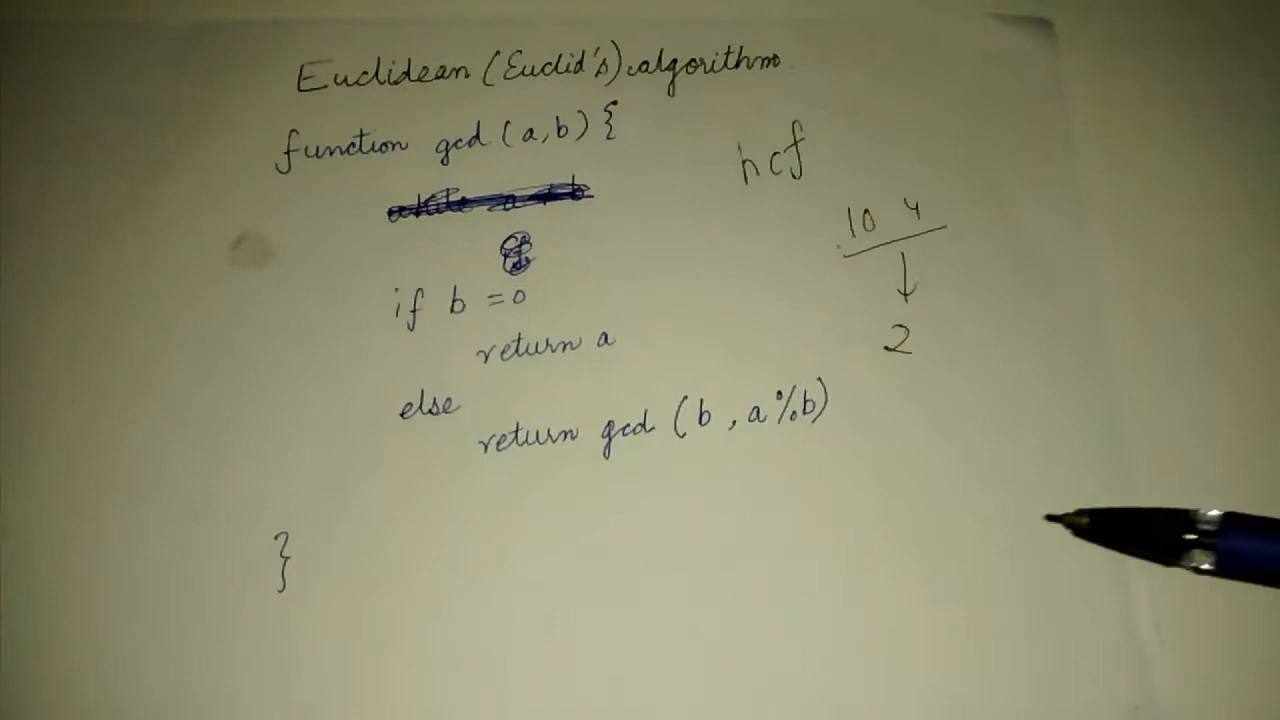 Euclidean (Euclid's) algorithm
function gcd (a,b) {
if b = 0
return a
else
return gcd (b , a%b)
}
hcf
10 4
↓
2